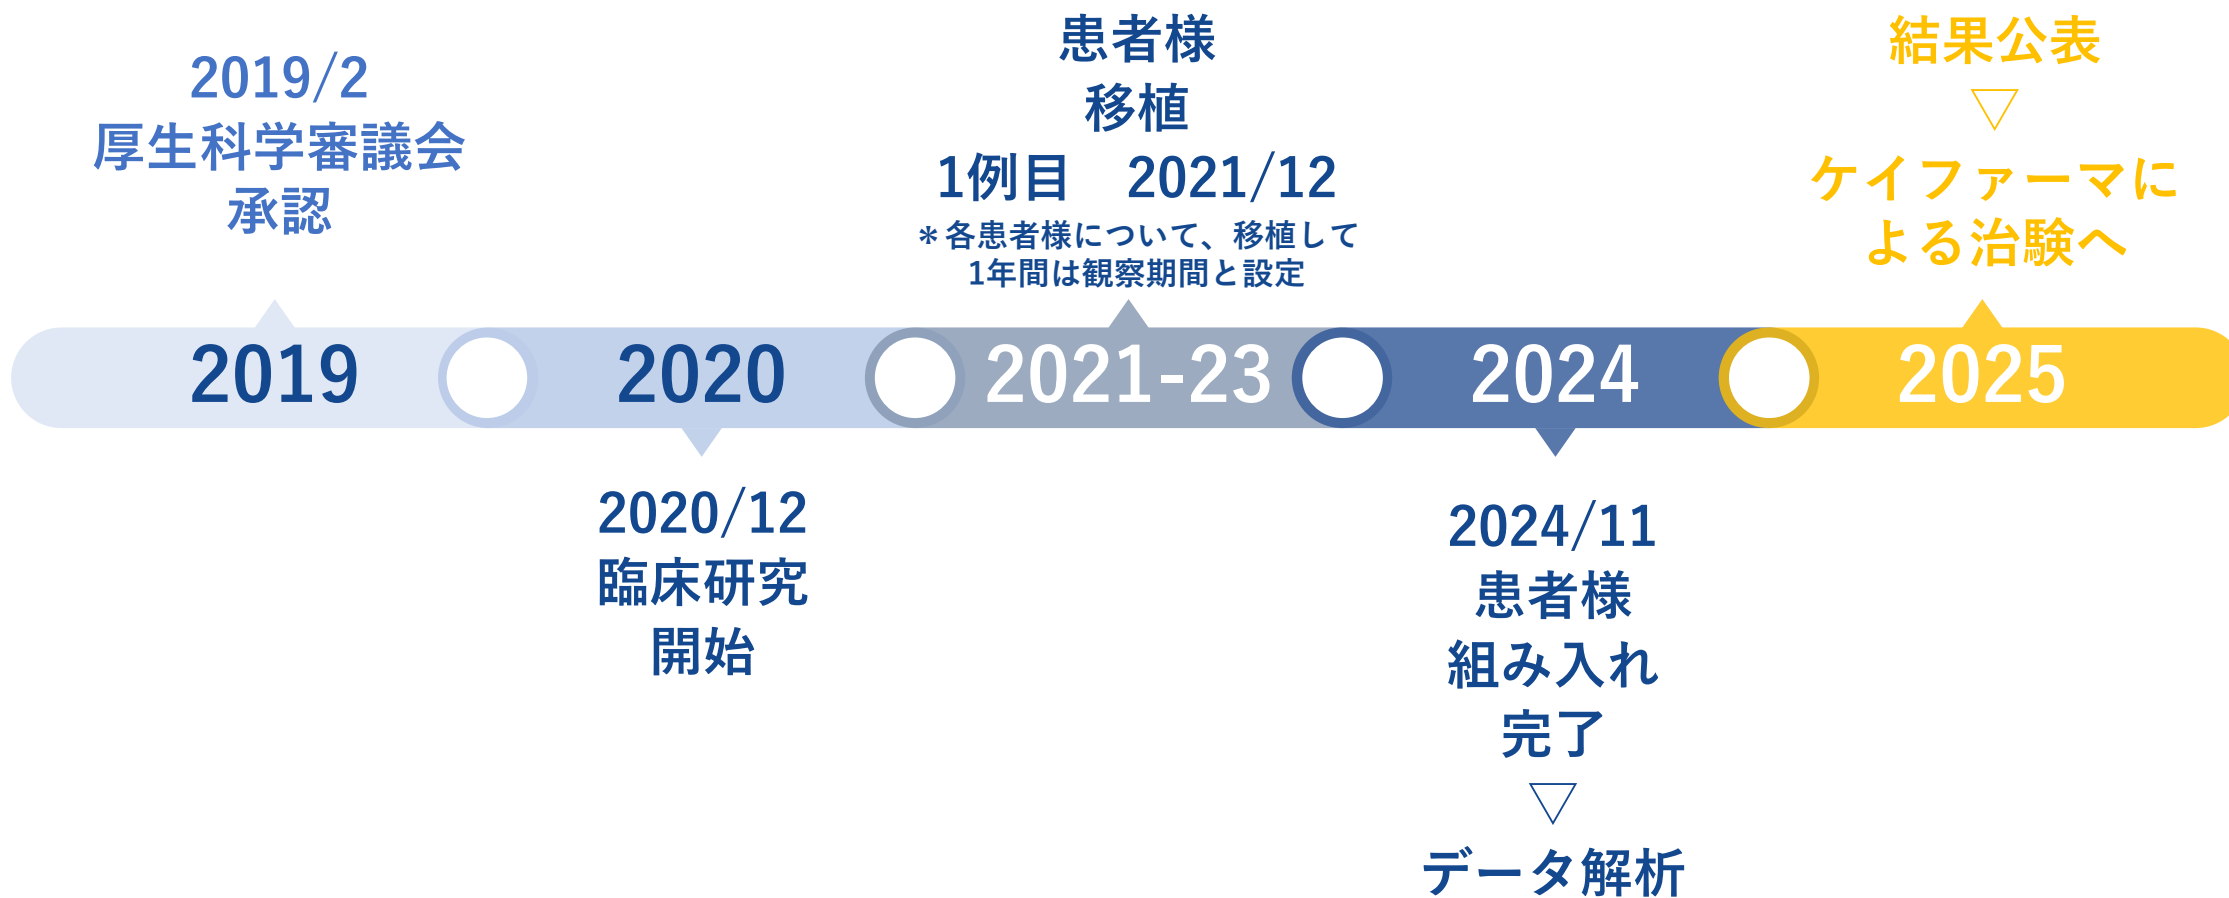 2019/2
厚生科学審議会
承認
2019
2020
2020/12
臨床研究
開始
患者様
移植
1例目　2021/12
＊各患者様について、移植して
1年間は観察期間と設定
2021-23
2024
2024/11
患者様
組み入れ
完了
▽
データ解析
結果公表
▽
ケイファーマに
よる治験へ
2025